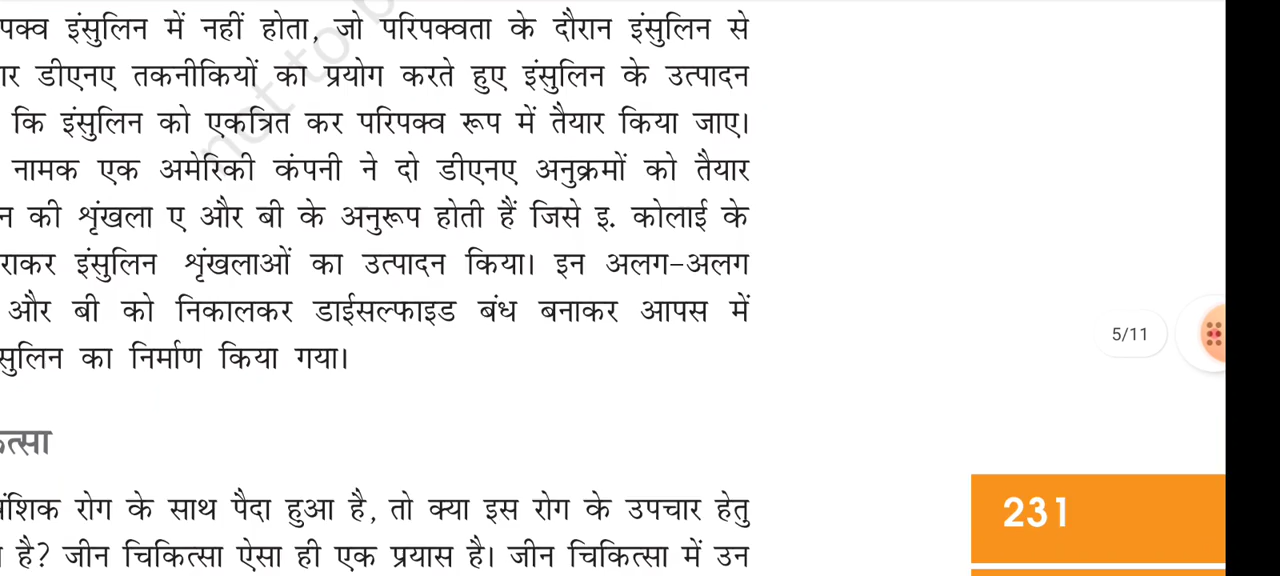 पक्व इंसुलिन में नहीं होता, जो परिपक्वता के दौरान इंसुलिन से
डीएनए तकनीकियों का प्रयोग करते हुए इंसुलिन के उत्पादन
कि इंसुलिन को एकत्रित कर परिपक्व रूप में तैयार किया जाए।
नामक एक अमेरिकी कंपनी ने दो डीएनए अनुक्रमों को तैयार
न की शृंखला ए और बी के अनुरूप होती हैं जिसे इ. कोलाई के
राकर इंसुलिन शृंखलाओं का उत्पादन किया। इन अलग-अलग
और बी को निकालकर डाईसल्फाइड बंध बनाकर आपस में
सुलिन का निर्माण किया गया।
5/11
त्सा
231
वंशिक रोग के साथ पैदा हुआ है, तो क्या इस रोग के उपचार हेतु
है? जीन चिकित्सा ऐसा ही एक प्रयास है। जीन चिकित्सा में उन
not to b